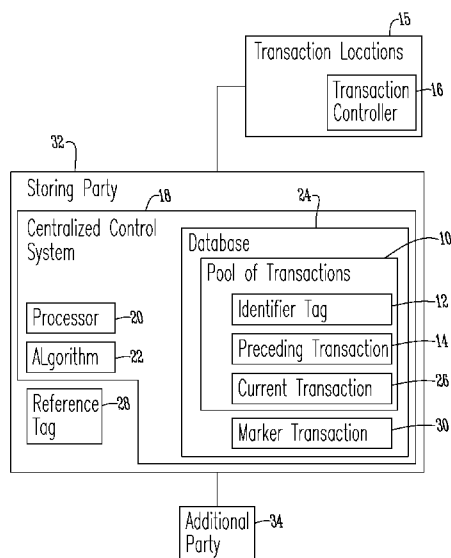 15
Transaction Locations
Transaction
Controller
16
32
Storing Party
18
24
Centralized Control
System
Database
10
Pool of Transactions
Identifier Tag
12
Processor
20
Preceding Transaction
14
ALgorithm
22
Current Transaction
26
Reference
Tag
28
Marker Transaction
30
Additional
Party
34